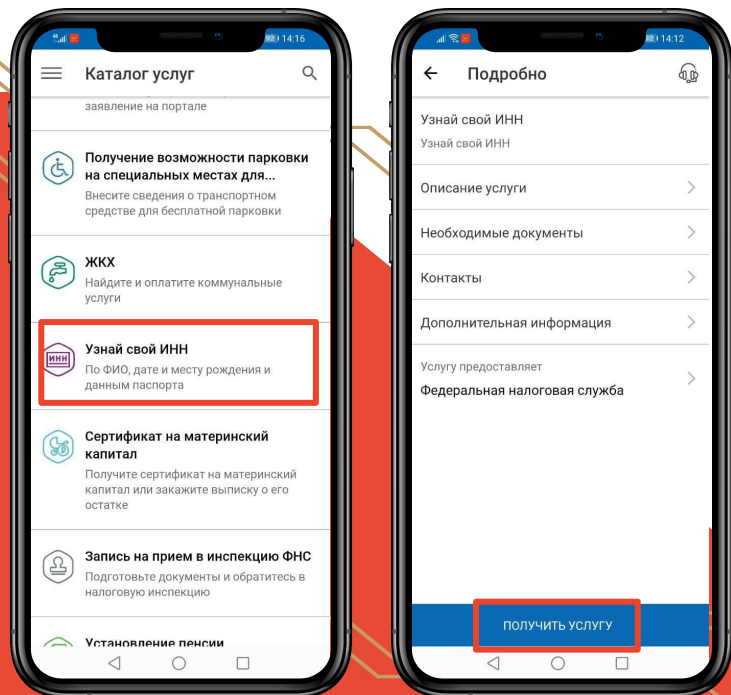 92 14:16
Каталог услуг
заявление на портале
Получение возможности парковки
на специальных местах для...
Внесите сведения о транспортном
средстве для бесплатной парковки
ЖКХ
Найдите и оплатите коммунальные
услуги
ИНН
Узнай свой ИНН
По ФИО, дате и месту рождения и
данным паспорта
Сертификат на материнский
капитал
Получите сертификат на материнский
капитал или закажите выписку о его
остатке
Запись на прием в инспекцию ФНС
Подготовьте документы и обратитесь в
налоговую инспекцию
Установление пенсии
92 14:12
Подробно
Узнай свой ИНН
Узнай свой ИНН
Описание услуги
Необходимые документы
Контакты
Дополнительная информация
Услугу предоставляет
Федеральная налоговая служба
ПОЛУЧИТЬ УСЛУГУ